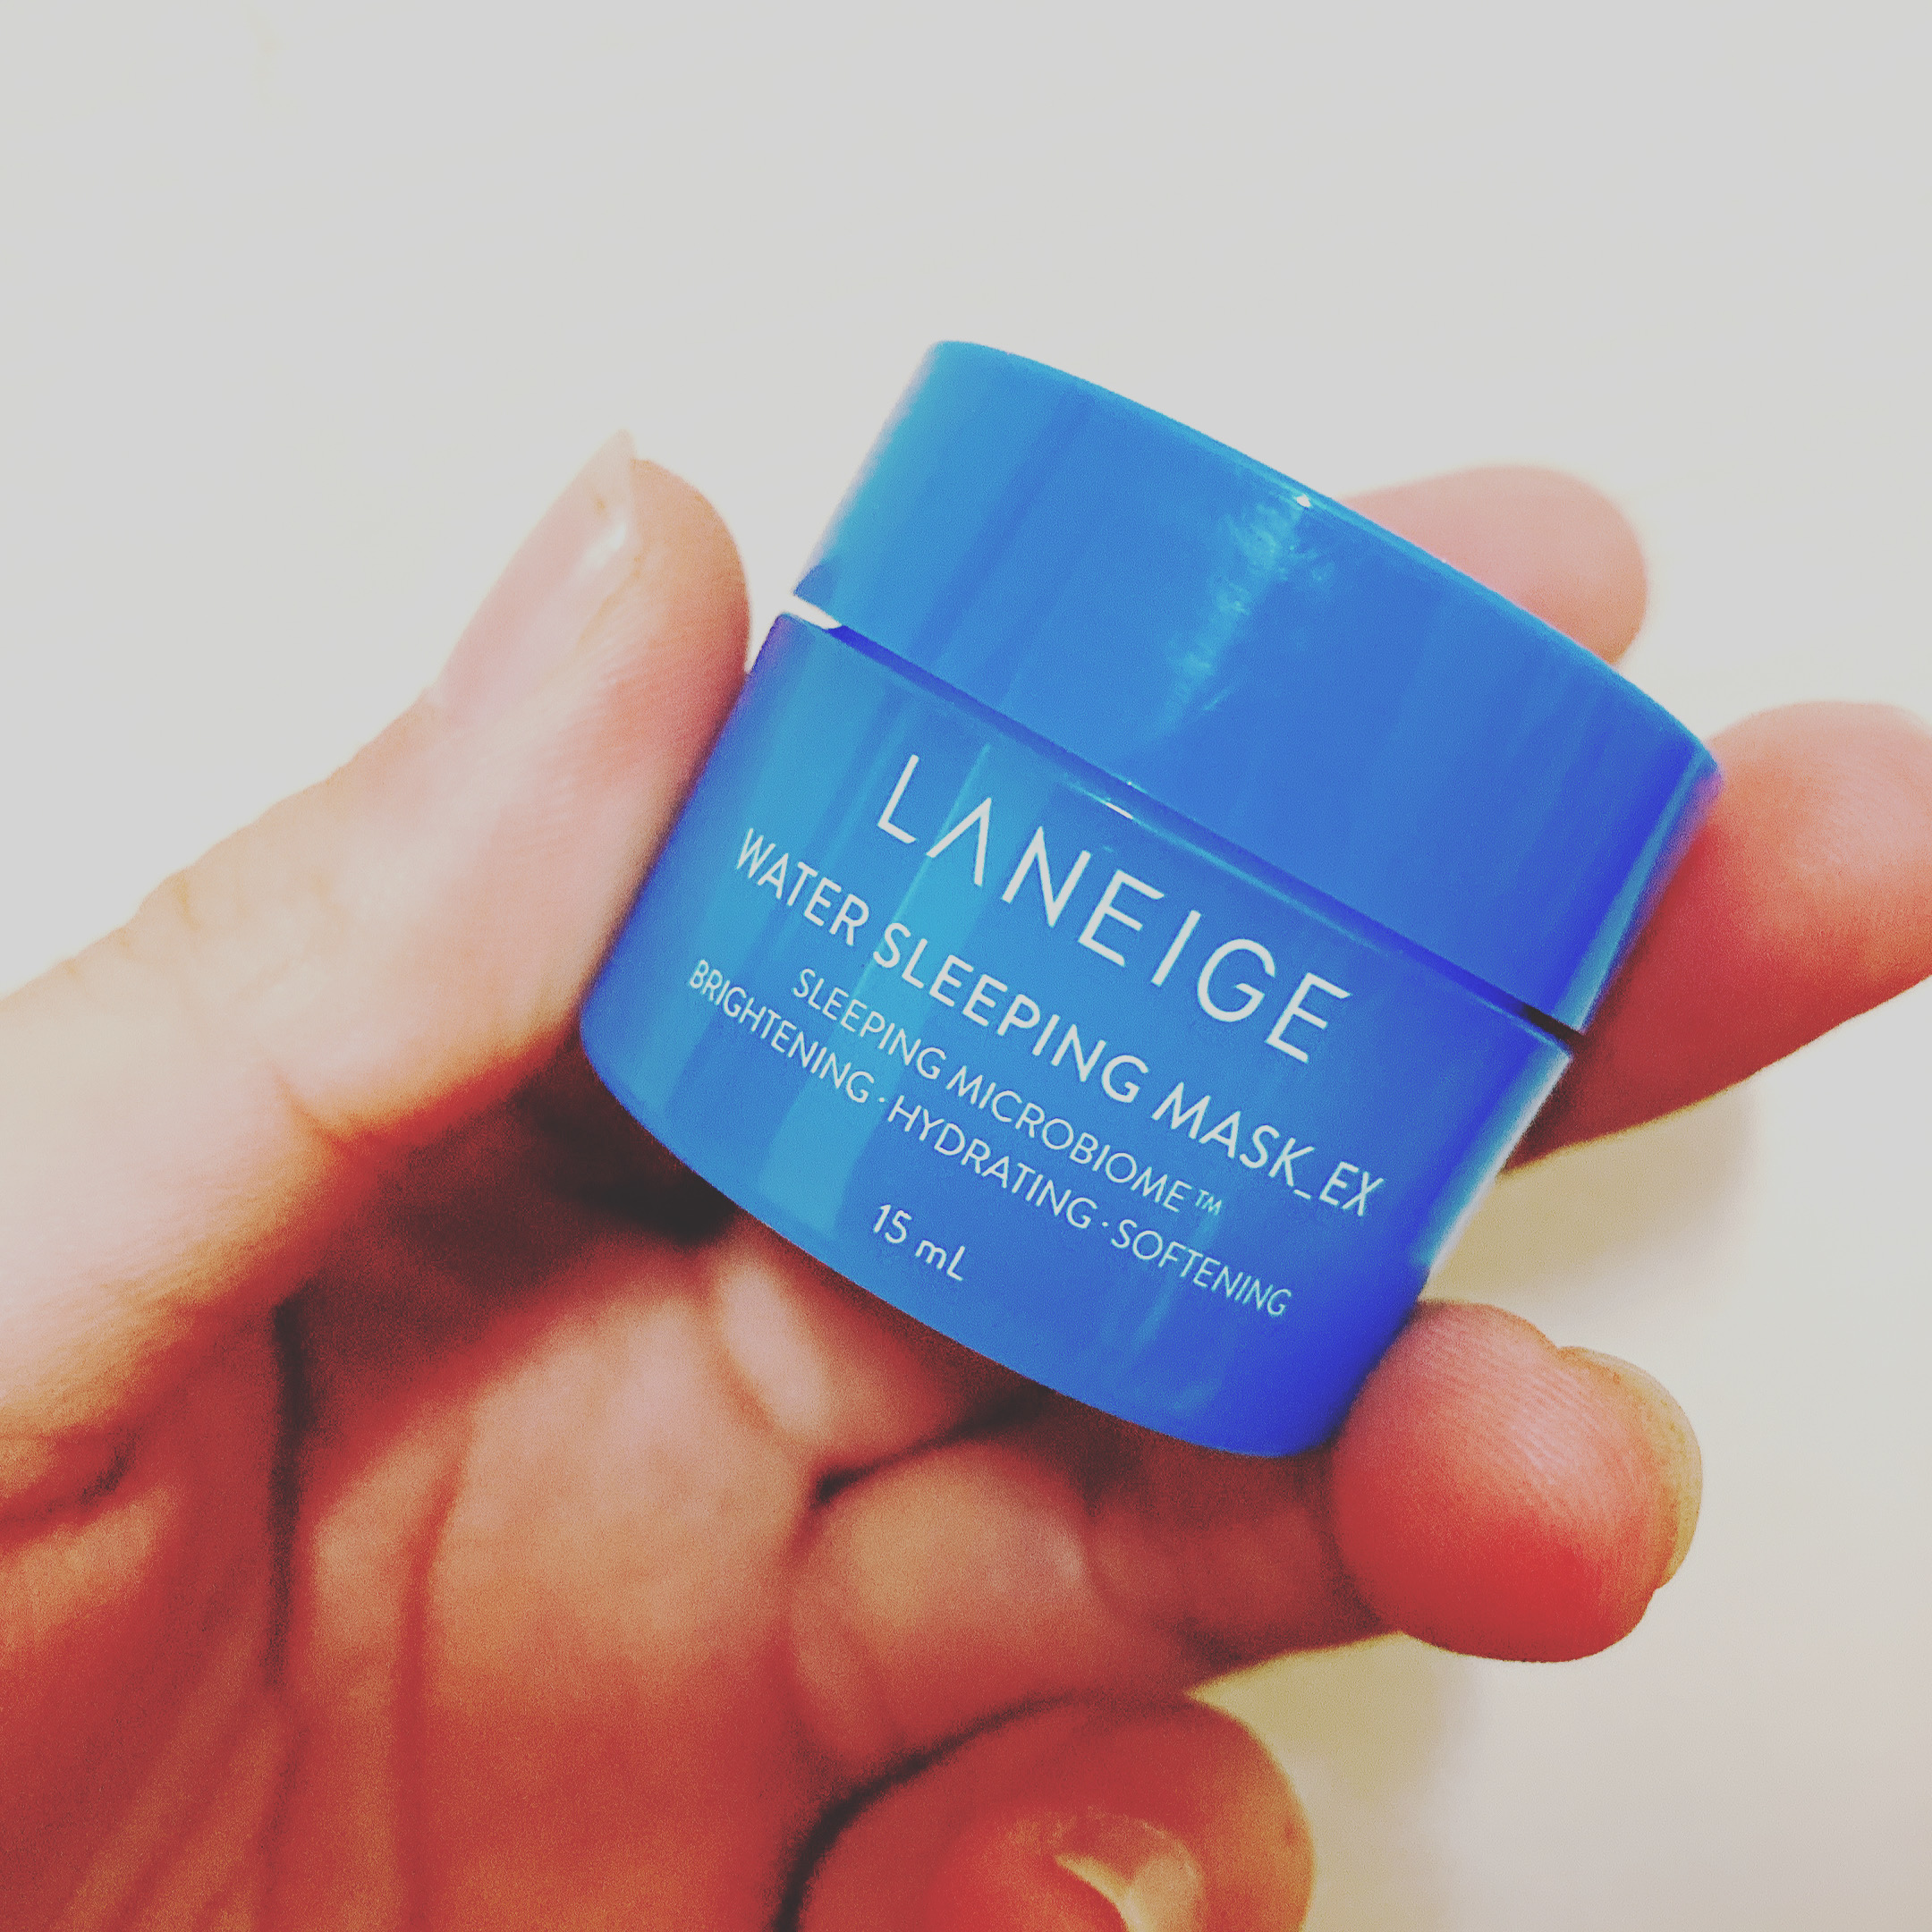 LANEIGE
WATER SLEEPING MASK_EX
SLEEPING MICROBIOME™
BRIGHTENING · HYDRATING · SOFTENING
15 mL